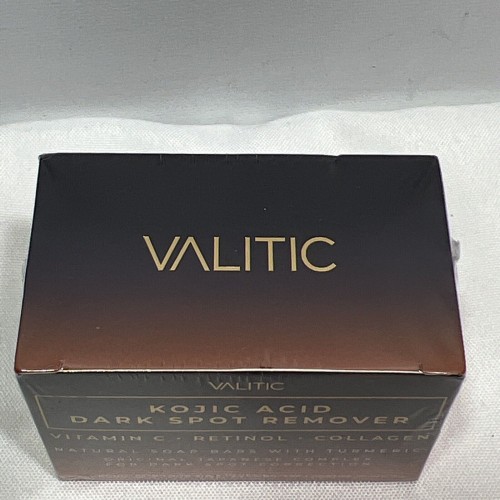 VALITIC
VALITIC
KOJIC ACID
DARK SPOT REMOVER
VITAMIN C · RETINOL · COLLAGEN
NATURAL SOAP BARS WITH TURMERIC